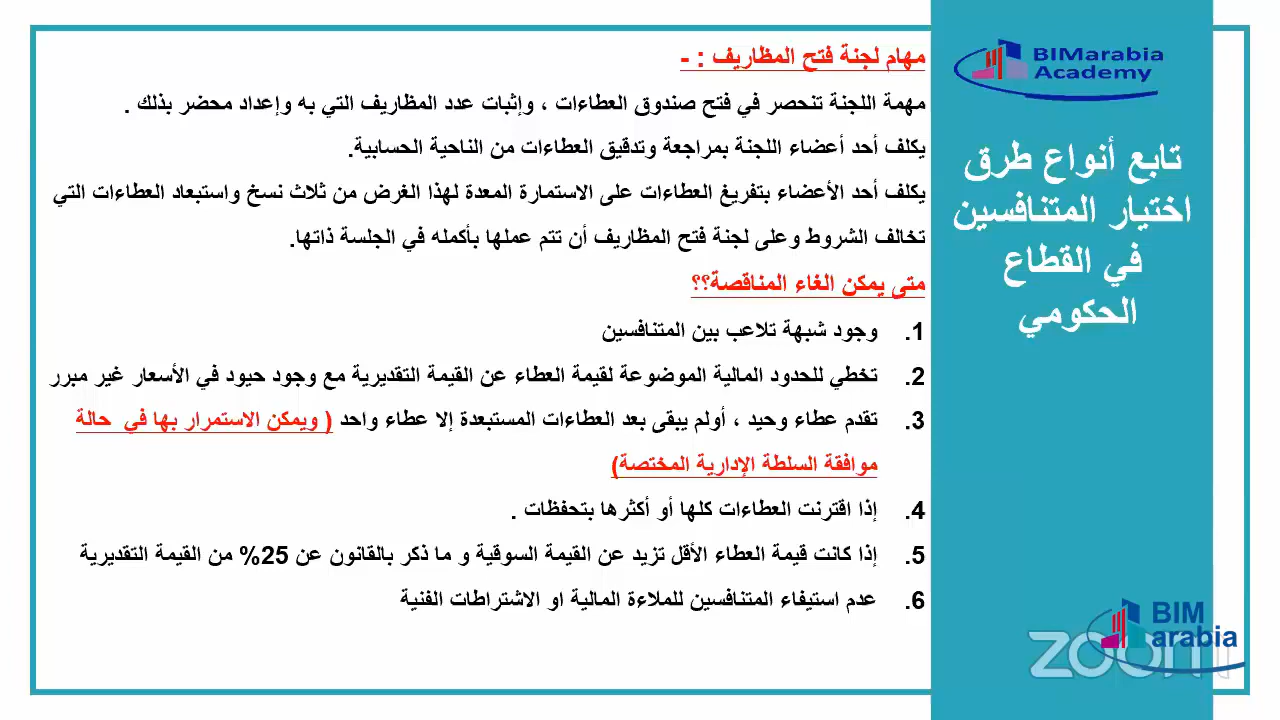 BIMarabia
Academy
تابع أنواع طرق
اختيار المتنافسين
في القطاع
الحكومي
مهام لجنة فتح المظاريف : -
مهمة اللجنة تنحصر في فتح صندوق العطاءات ، وإثبات عدد المظاريف التي به وإعداد محضر بذلك .
يكلف أحد أعضاء اللجنة بمراجعة وتدقيق العطاءات من الناحية الحسابية.
يكلف أحد الأعضاء بتفريغ العطاءات على الاستمارة المعدة لهذا الغرض من ثلاث نسخ واستبعاد العطاءات التي
تخالف الشروط وعلى لجنة فتح المظاريف أن تتم عملها بأكمله في الجلسة ذاتها.
متى يمكن الغاء المناقصة؟؟
1. وجود شبهة تلاعب بين المتنافسين
2. تخطي للحدود المالية الموضوعة لقيمة العطاء عن القيمة التقديرية مع وجود حيود في الأسعار غير مبرر
3. تقدم عطاء وحيد ، أولم يبقى بعد العطاءات المستبعدة إلا عطاء واحد ( ويمكن الاستمرار بها في حالة
موافقة السلطة الإدارية المختصة)
4. إذا اقترنت العطاءات كلها أو أكثرها بتحفظات .
5. إذا كانت قيمة العطاء الأقل تزيد عن القيمة السوقية و ما ذكر بالقانون عن 25% من القيمة التقديرية
6. عدم استيفاء المتنافسين للملاءة المالية او الاشتراطات الفنية
BIM
arabia
zoom